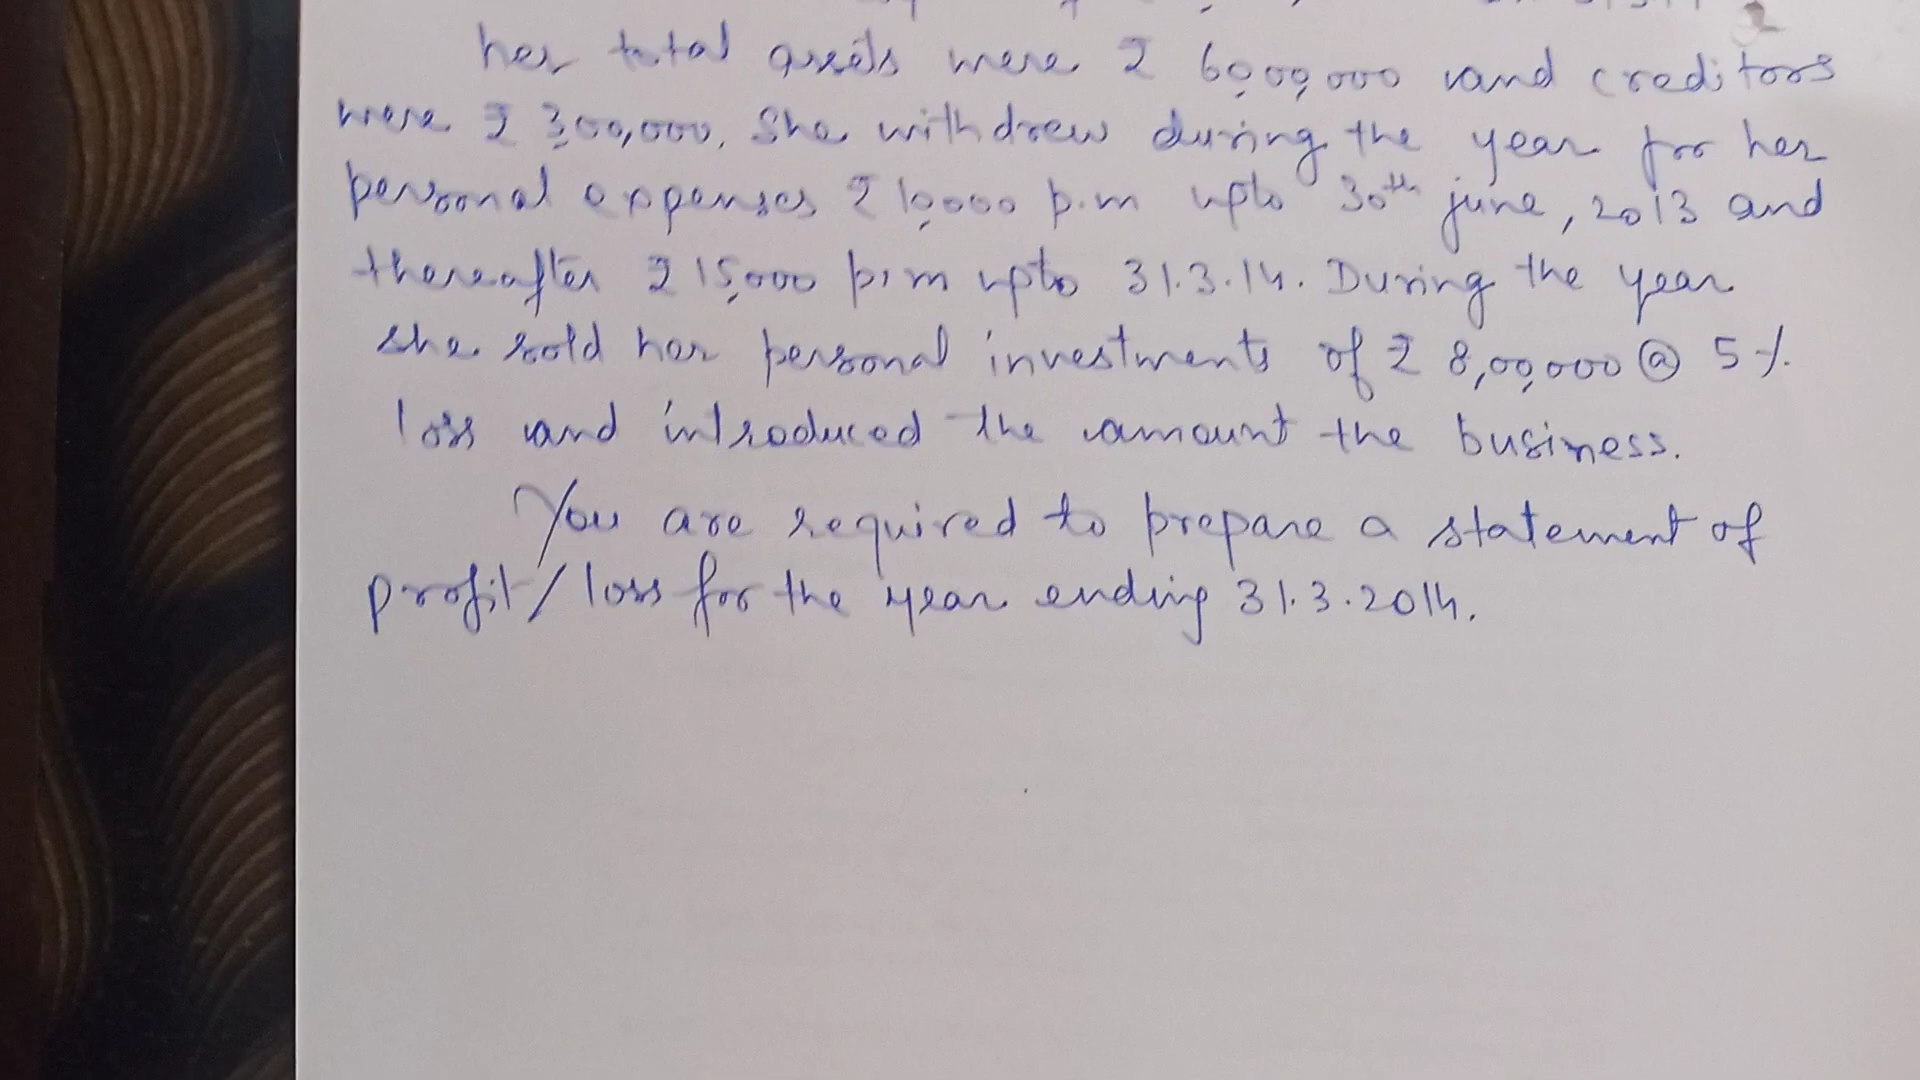 her total assets were ₹ 60,00,000 and creditors
were ₹ 3,00,000. She withdrew during the year for her
personal expenses ₹ 10,000 p.m upto 30th june, 2013 and
thereafter ₹ 15,000 p.m upto 31.3.14. During the year
she sold her personal investments of ₹ 8,00,000 @ 5%
loss and introduced the amount the business.
You are required to prepare a statement of
profit/loss for the year ending 31.3.2014.